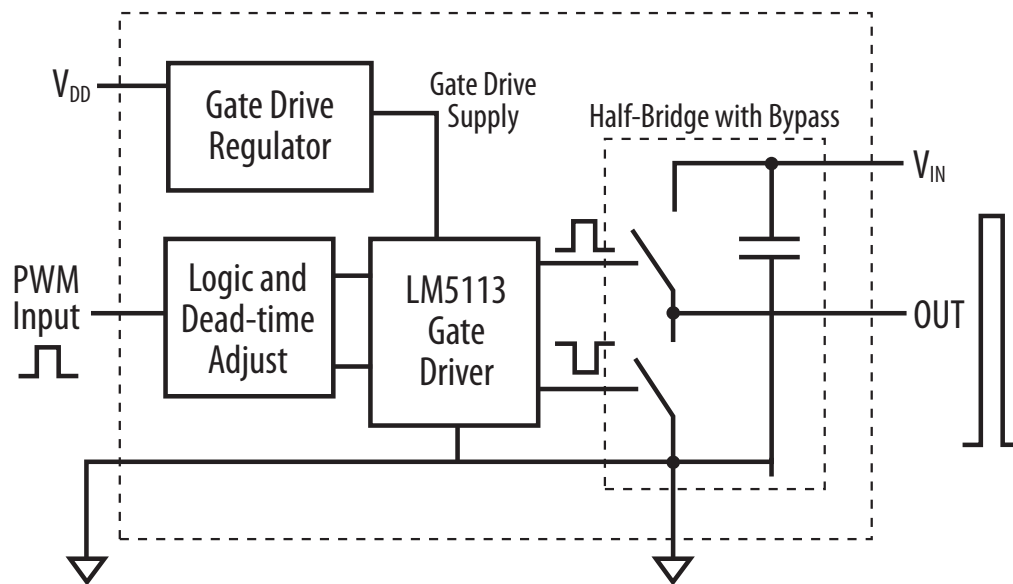 V_DD
Gate Drive
Regulator
Gate Drive
Supply
Half-Bridge with Bypass
V_IN
PWM
Input
Logic and
Dead-time
Adjust
LM5113
Gate
Driver
OUT